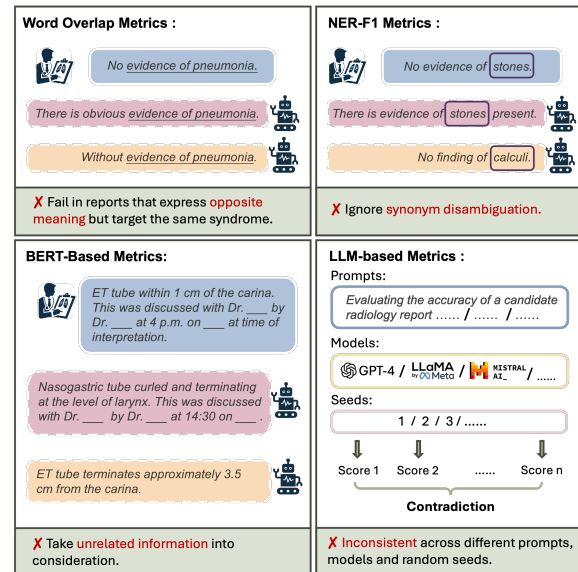 Word Overlap Metrics :
No evidence of pneumonia.
There is obvious evidence of pneumonia.
Without evidence of pneumonia.
✗ Fail in reports that express opposite
meaning but target the same syndrome.
NER-F1 Metrics :
No evidence of stones.
There is evidence of stones present.
No finding of calculi.
✗ Ignore synonym disambiguation.
BERT-Based Metrics:
ET tube within 1 cm of the carina.
This was discussed with Dr. ___ by
Dr. ___ at 4 p.m. on ___ at time of
interpretation.
Nasogastric tube curled and terminating
at the level of larynx. This was discussed
with Dr. ___ by Dr. ___ at 14:30 on ___ .
ET tube terminates approximately 3.5
cm from the carina.
✗ Take unrelated information into
consideration.
LLM-based Metrics :
Prompts:
Evaluating the accuracy of a candidate
radiology report ...... / ...... / ......
Models:
GPT-4 / LLaMA by Meta / MISTRAL AI_ / ......
Seeds:
1 / 2 / 3 / ......
Score 1 Score 2 ...... Score n
Contradiction
✗ Inconsistent across different prompts,
models and random seeds.